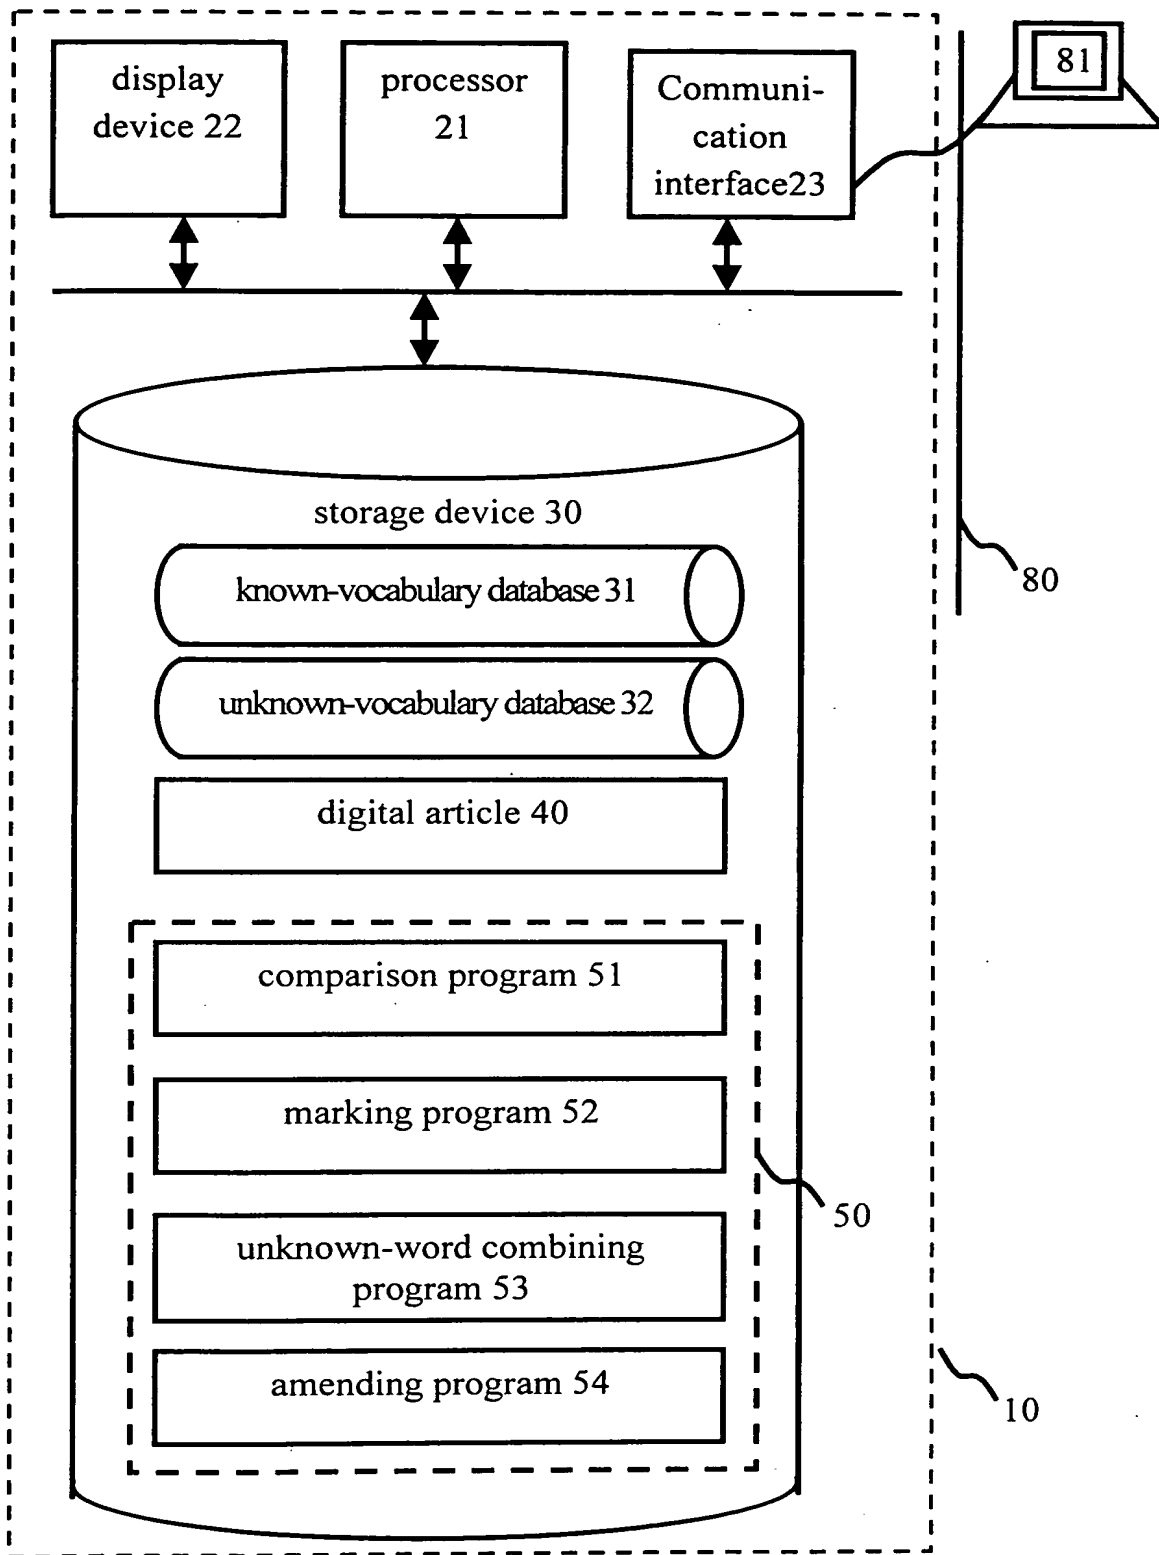 display
device 22
processor
21
Communi-
cation
interface23
81
storage device 30
known-vocabulary database 31
unknown-vocabulary database 32
80
digital article 40
comparison program 51
marking program 52
50
unknown-word combining
program 53
amending program 54
10